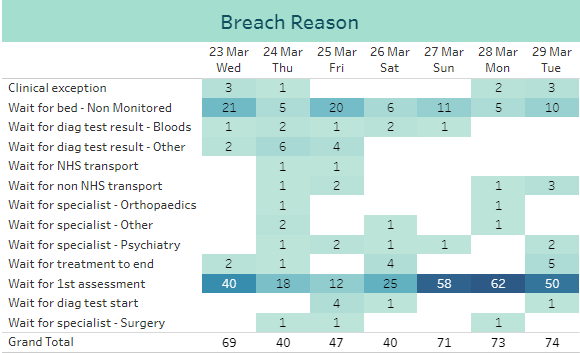 Breach Reason
23 Mar 24 Mar 25 Mar 26 Mar 27 Mar 28 Mar 29 Mar
Wed Thu Fri Sat Sun Mon Tue
Clinical exception 3 1 2 3
Wait for bed - Non Monitored 21 5 20 6 11 5 10
Wait for diag test result - Bloods 1 2 1 2 1
Wait for diag test result - Other 2 6 4
Wait for NHS transport 1 1
Wait for non NHS transport 1 2 1 3
Wait for specialist - Orthopaedics 1 1
Wait for specialist - Other 2 1 1
Wait for specialist - Psychiatry 1 2 1 1 2
Wait for treatment to end 2 1 4 5
Wait for 1st assessment 40 18 12 25 58 62 50
Wait for diag test start 4 1 1
Wait for specialist - Surgery 1 1 1
Grand Total 69 40 47 40 71 73 74